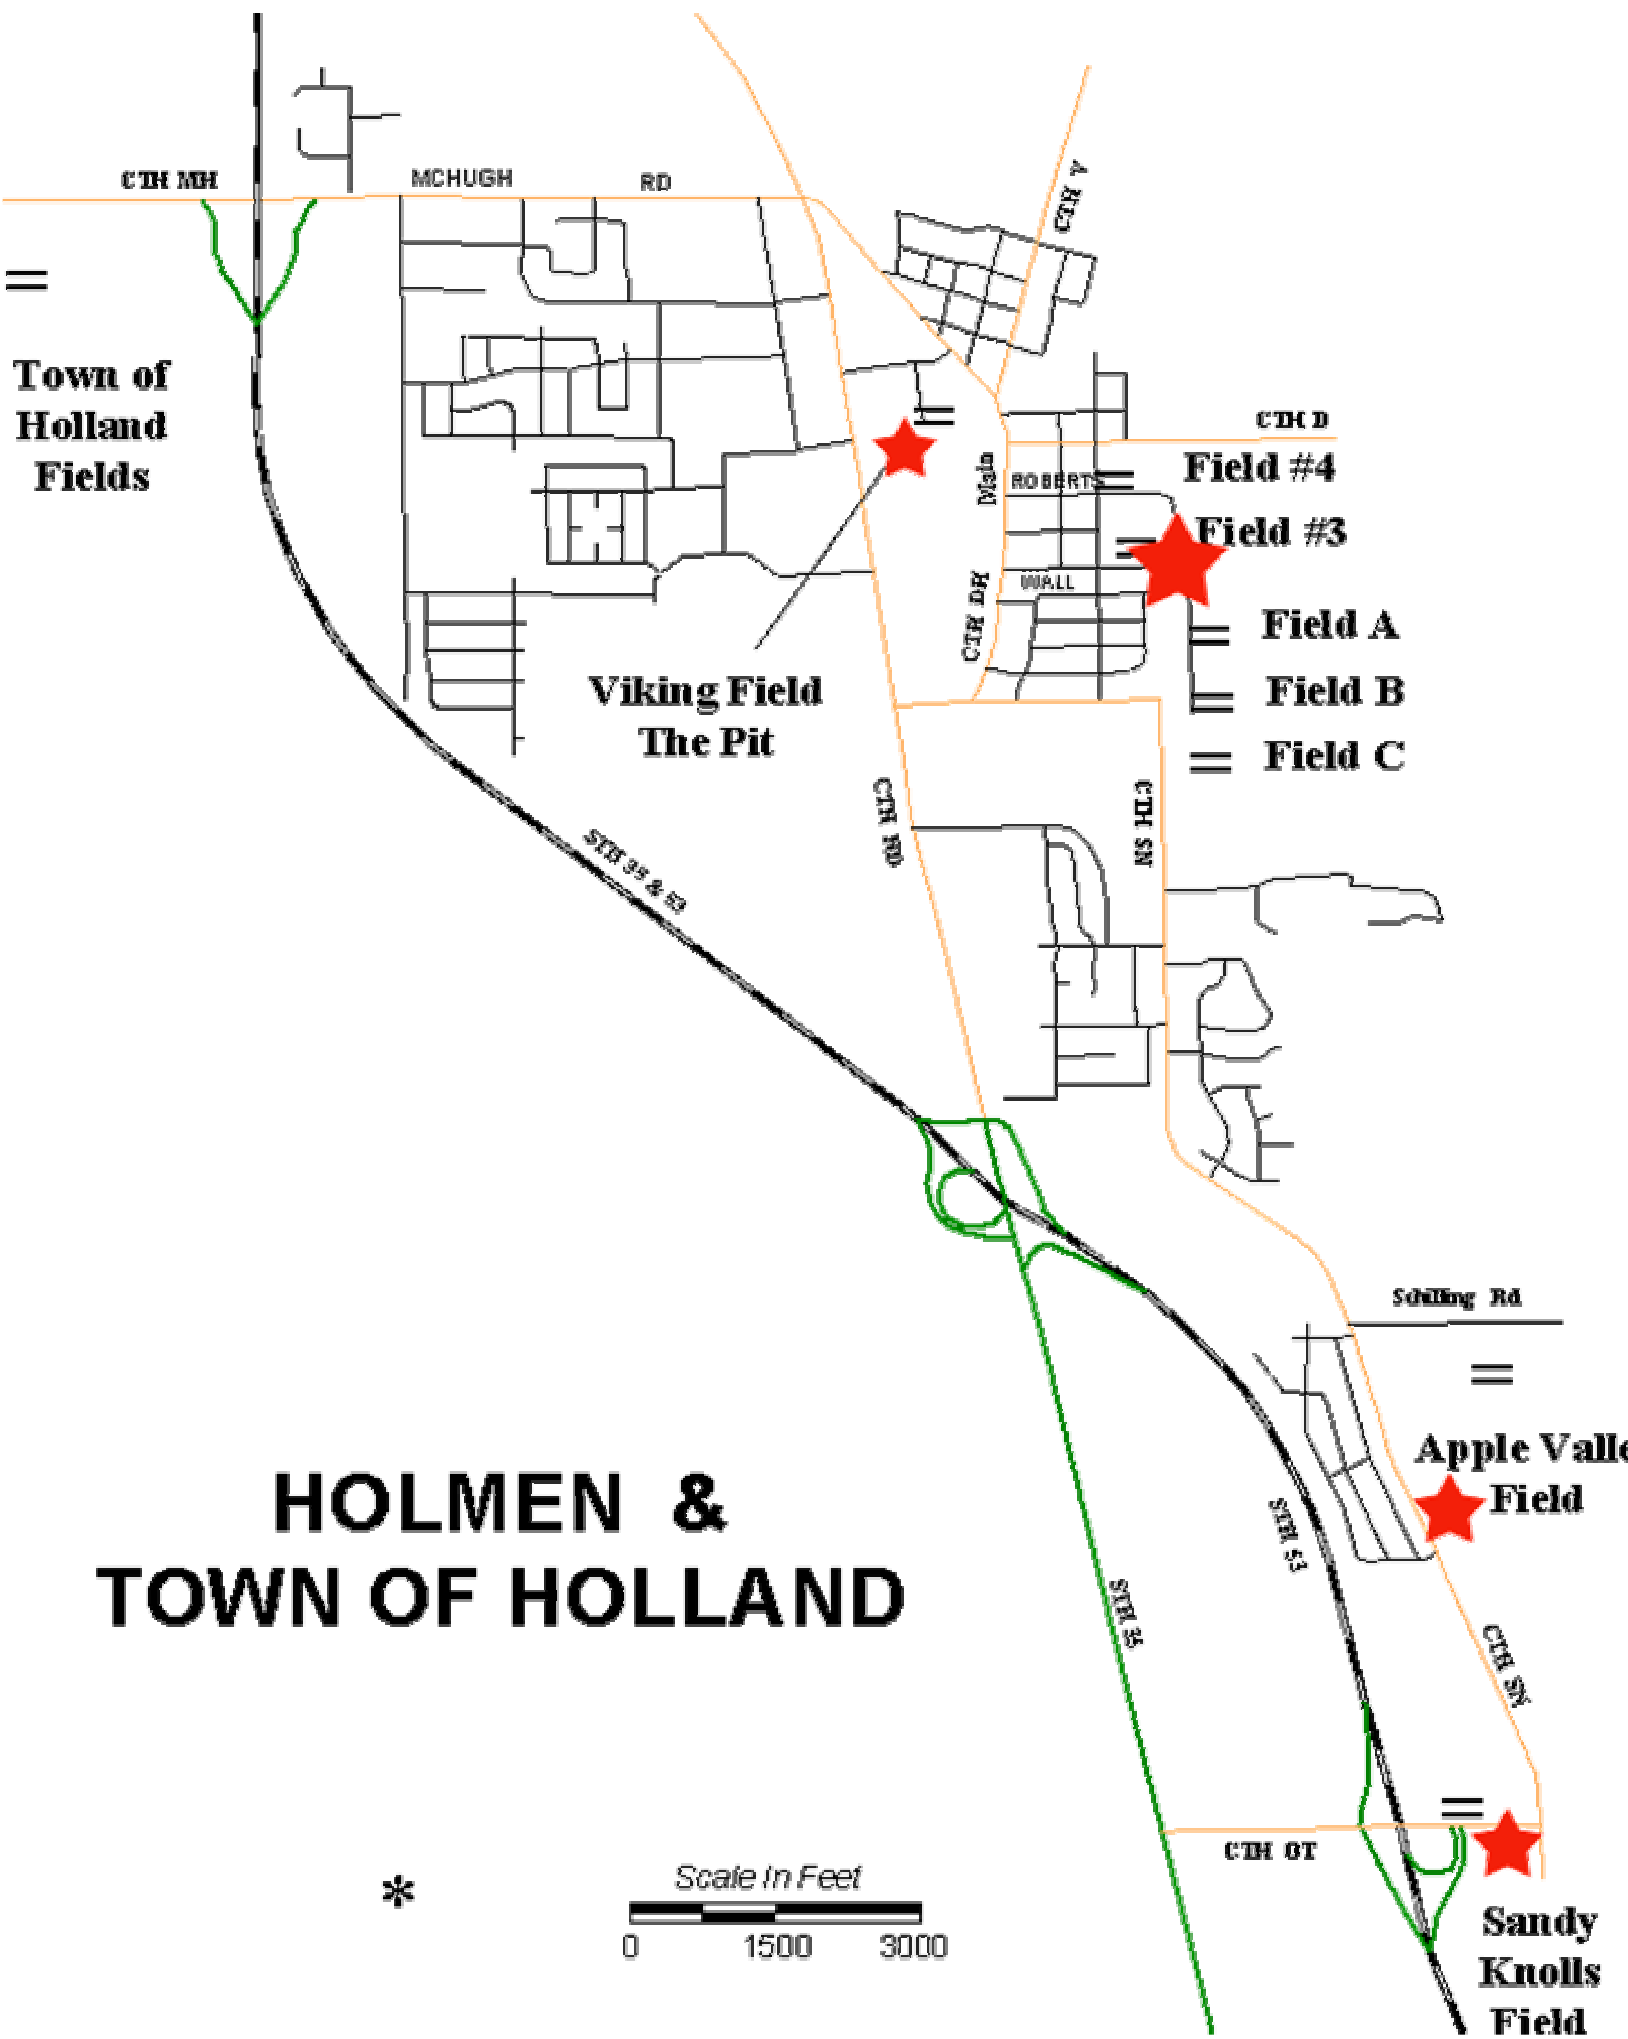 CTH MH
MCHUGH RD
CTH V
Town of
Holland
Fields
CTH D
Field #4
Main
ROBERTS
Field #3
WALL
CTH DH
Field A
Viking Field
The Pit
Field B
Field C
CTH HD
CTH SN
STH 35 & 53
Schilling Rd
Apple Valle
Field
HOLMEN &
TOWN OF HOLLAND
STH 53
STH 35
CTH SN
CTH OT
*
Scale In Feet
0 1500 3000
Sandy
Knolls
Field